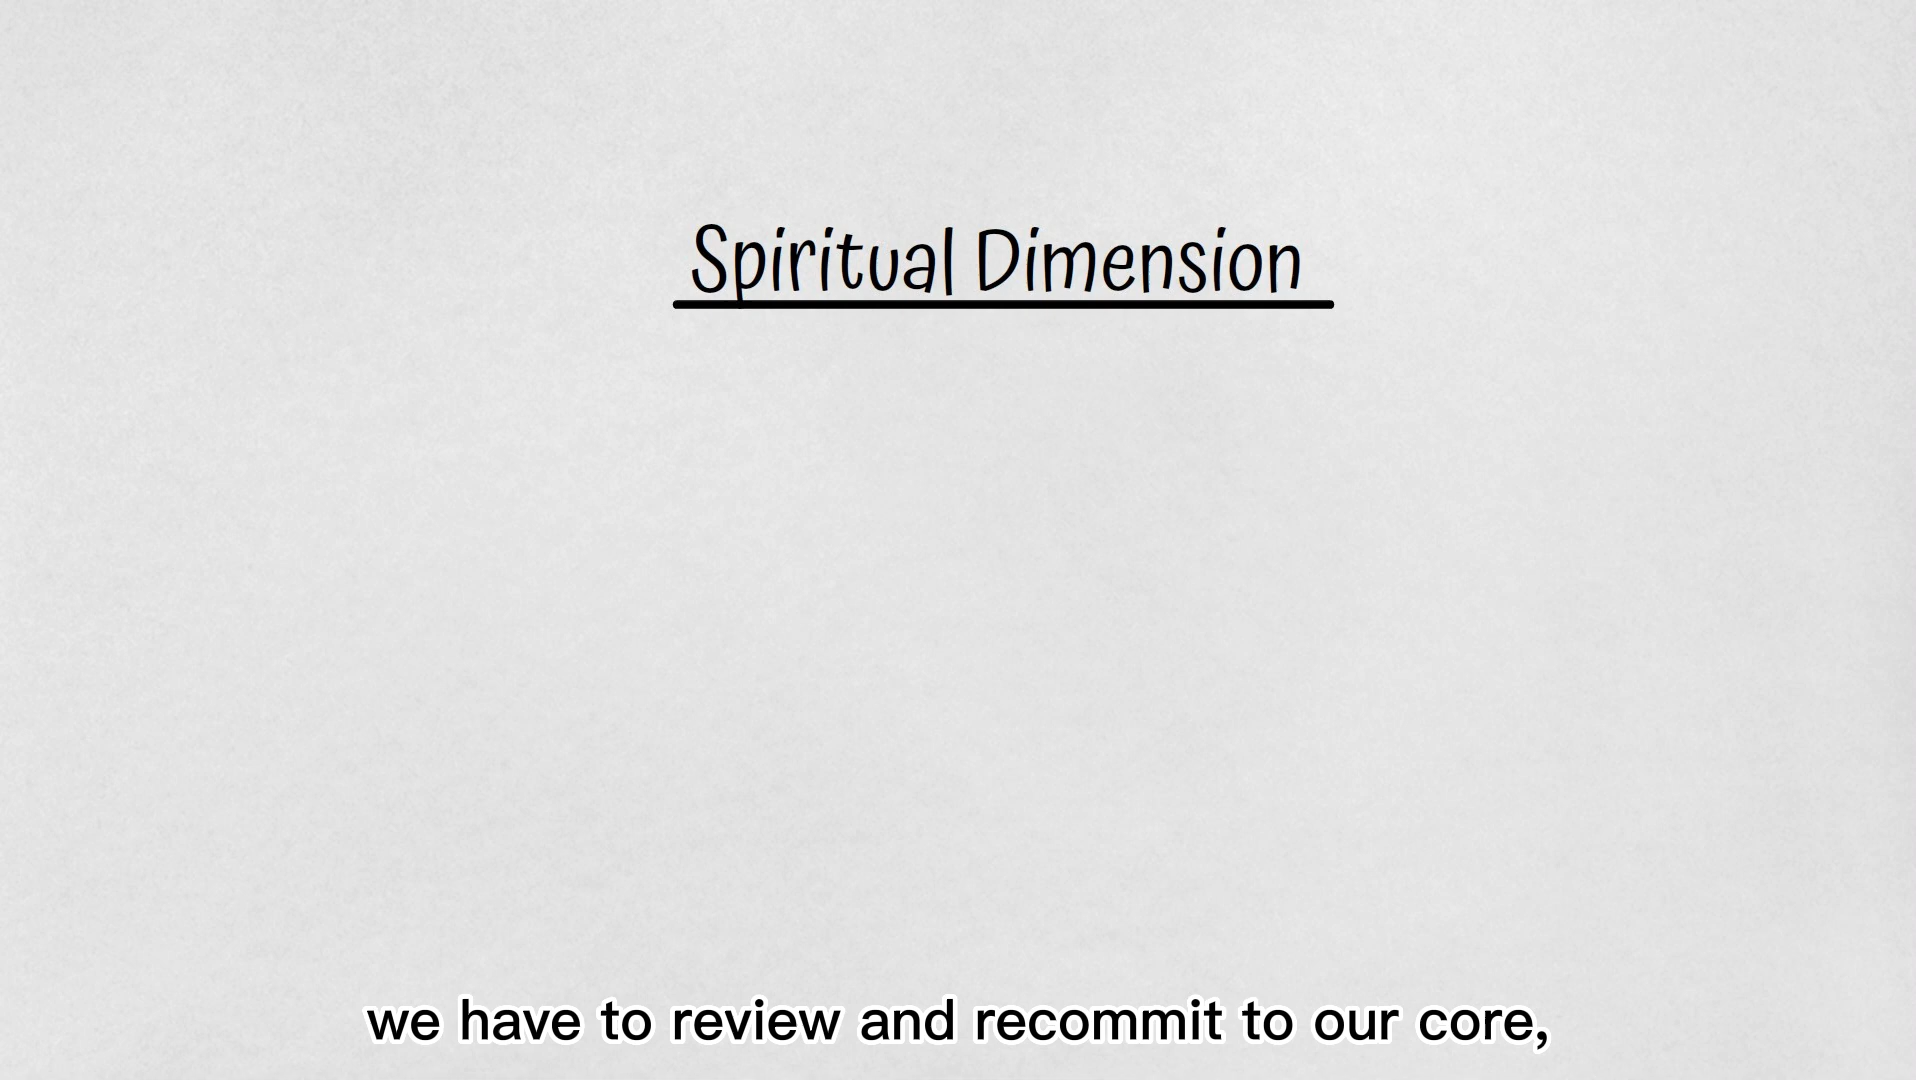 Spiritual Dimension
we have to review and recommit to our core,